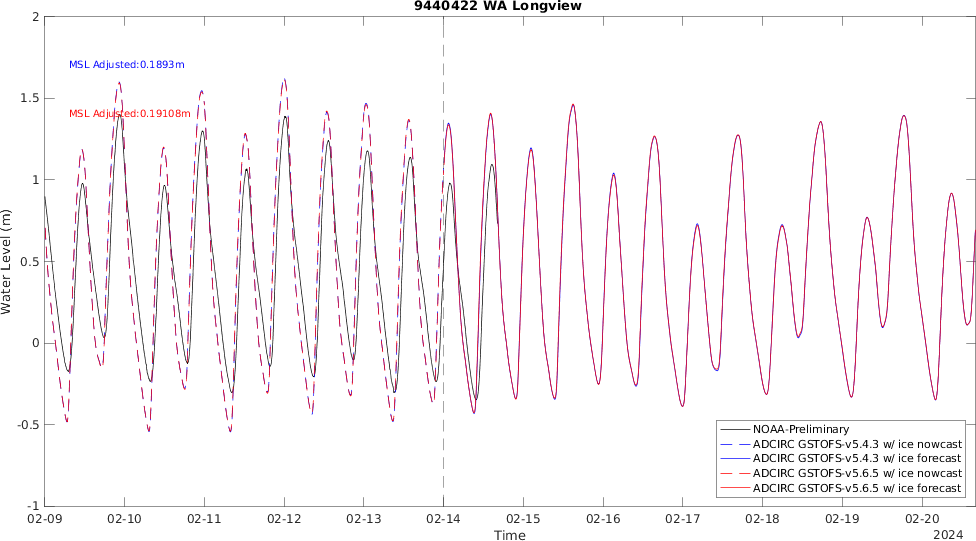 9440422 WA Longview
2
1.5
1
0.5
0
-0.5
-1
Water Level (m)
MSL Adjusted:0.1893m
MSL Adjusted:0.19108m
NOAA-Preliminary
ADCIRC GSTOFS-v5.4.3 w/ ice nowcast
ADCIRC GSTOFS-v5.4.3 w/ ice forecast
ADCIRC GSTOFS-v5.6.5 w/ ice nowcast
ADCIRC GSTOFS-v5.6.5 w/ ice forecast
02-09 02-10 02-11 02-12 02-13 02-14 02-15 02-16 02-17 02-18 02-19 02-20
Time
2024